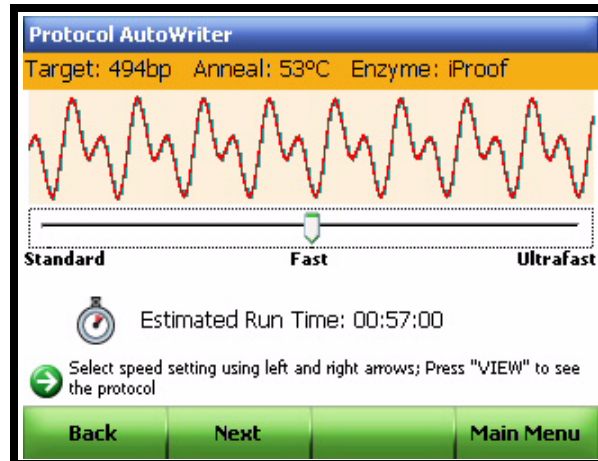 Protocol AutoWriter
Target: 494bp Anneal: 53ºC Enzyme: iProof
Standard Fast Ultrafast
Estimated Run Time: 00:57:00
Select speed setting using left and right arrows; Press "VIEW" to see
the protocol
Back Next Main Menu